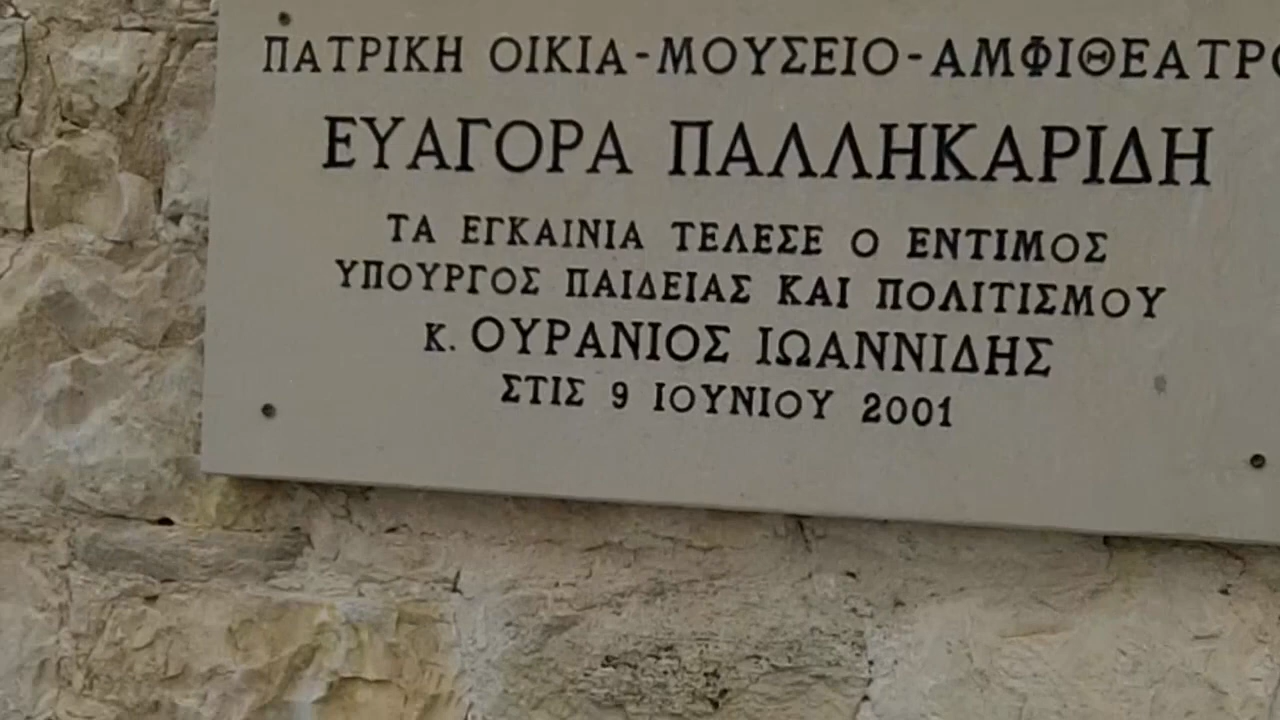 ΠΑΤΡΙΚΗ ΟΙΚΙΑ-ΜΟΥΣΕΙΟ-ΑΜΦΙΘΕΑΤΡΟ
ΕΥΑΓΟΡΑ ΠΑΛΛΗΚΑΡΙΔΗ
ΤΑ ΕΓΚΑΙΝΙΑ ΤΕΛΕΣΕ Ο ΕΝΤΙΜΟΣ
ΥΠΟΥΡΓΟΣ ΠΑΙΔΕΙΑΣ ΚΑΙ ΠΟΛΙΤΙΣΜΟΥ
κ. ΟΥΡΑΝΙΟΣ ΙΩΑΝΝΙΔΗΣ
ΣΤΙΣ 9 ΙΟΥΝΙΟΥ 2001